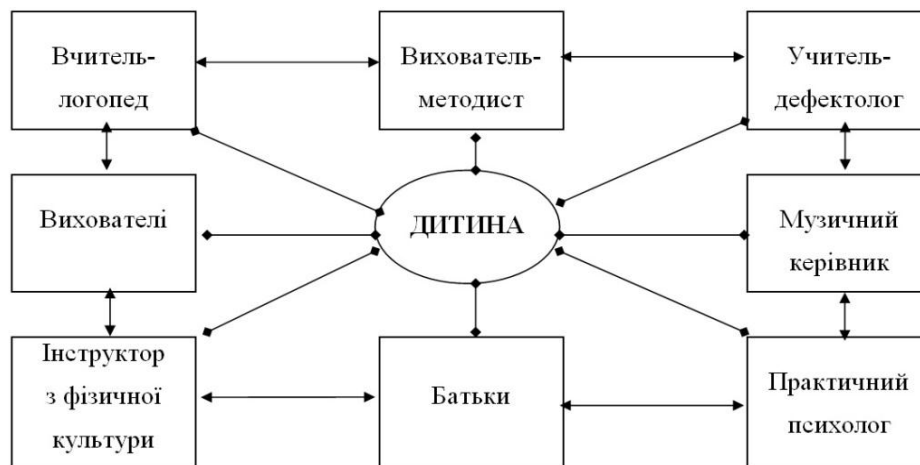 Вчитель-
логопед
Вихователь-
методист
Учитель-
дефектолог
Вихователі
ДИТИНА
Музичний
керівник
Інструктор
з фізичної
культури
Батьки
Практичний
психолог